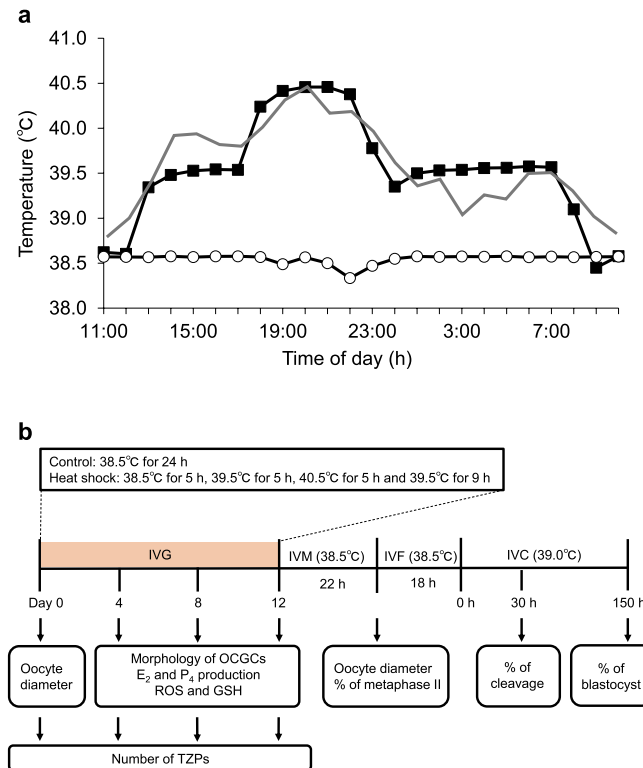 a
41.0
40.5
40.0
39.5
39.0
38.5
38.0
Temperature (℃)
11:00 15:00 19:00 23:00 3:00 7:00
Time of day (h)
b
Control: 38.5℃ for 24 h
Heat shock: 38.5℃ for 5 h, 39.5℃ for 5 h, 40.5℃ for 5 h and 39.5℃ for 9 h
IVG IVM (38.5℃) IVF (38.5℃) IVC (39.0℃)
22 h 18 h
Day 0 4 8 12 0 h 30 h 150 h
Oocyte
diameter
Morphology of OCGCs
E₂ and P₄ production
ROS and GSH
Oocyte diameter
% of metaphase II
% of
cleavage
% of
blastocyst
Number of TZPs